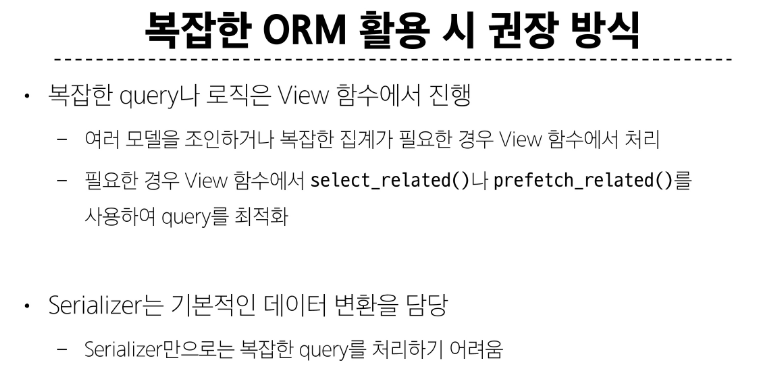 복잡한 ORM 활용 시 권장 방식
• 복잡한 query나 로직은 View 함수에서 진행
– 여러 모델을 조인하거나 복잡한 집계가 필요한 경우 View 함수에서 처리
– 필요한 경우 View 함수에서 select_related()나 prefetch_related()를
사용하여 query를 최적화
• Serializer는 기본적인 데이터 변환을 담당
– Serializer만으로는 복잡한 query를 처리하기 어려움